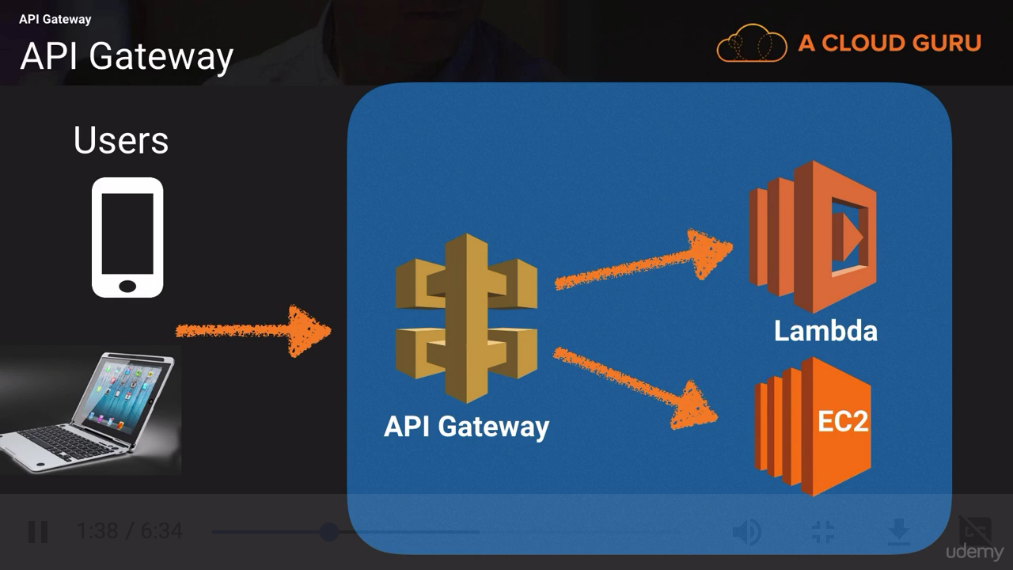 API Gateway
API Gateway
A CLOUD GURU
Users
Lambda
API Gateway
EC2
1:38 / 6:34
udemy